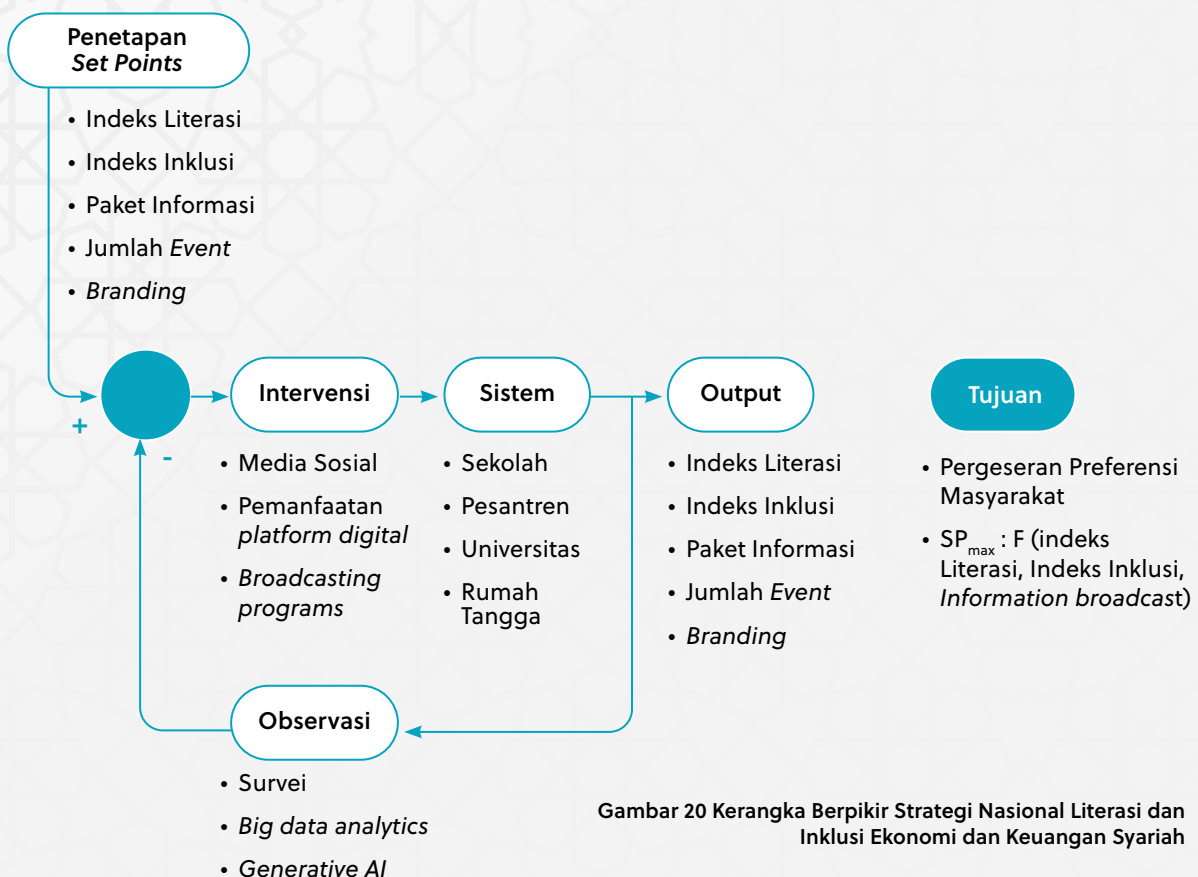 Penetapan
Set Points
• Indeks Literasi
• Indeks Inklusi
• Paket Informasi
• Jumlah Event
• Branding
+
-
Intervensi
• Media Sosial
• Pemanfaatan
platform digital
• Broadcasting
programs
Sistem
• Sekolah
• Pesantren
• Universitas
• Rumah
Tangga
Output
• Indeks Literasi
• Indeks Inklusi
• Paket Informasi
• Jumlah Event
• Branding
Tujuan
• Pergeseran Preferensi
Masyarakat
• SPmax : F (indeks
Literasi, Indeks Inklusi,
Information broadcast)
Observasi
• Survei
• Big data analytics
• Generative AI
Gambar 20 Kerangka Berpikir Strategi Nasional Literasi dan
Inklusi Ekonomi dan Keuangan Syariah